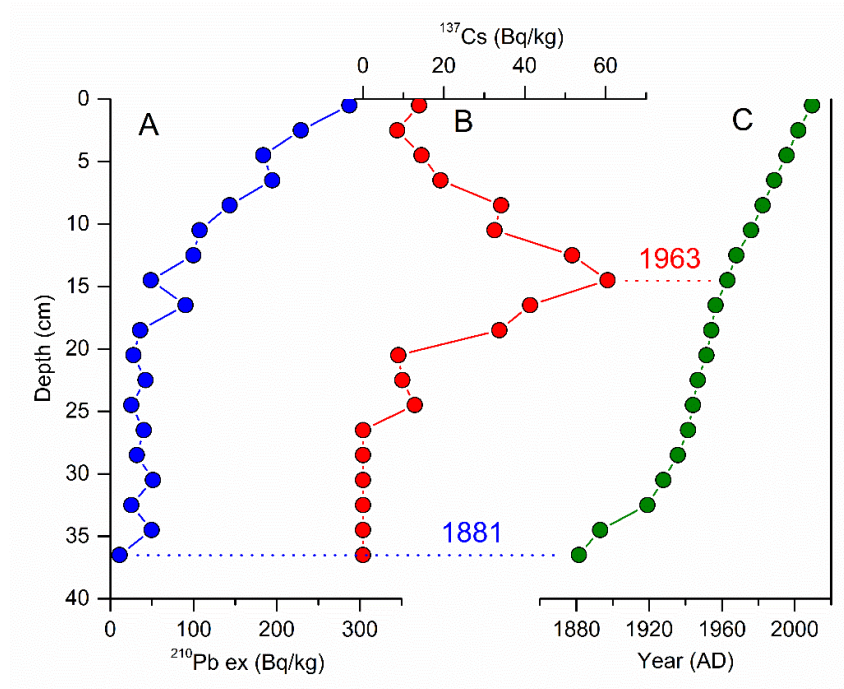 ¹³⁷Cs (Bq/kg)
0 20 40 60
A B C
0
5
10
15
20
25
30
35
40
Depth (cm)
1963
1881
0 100 200 300
1880 1920 1960 2000
²¹⁰Pb ex (Bq/kg)
Year (AD)